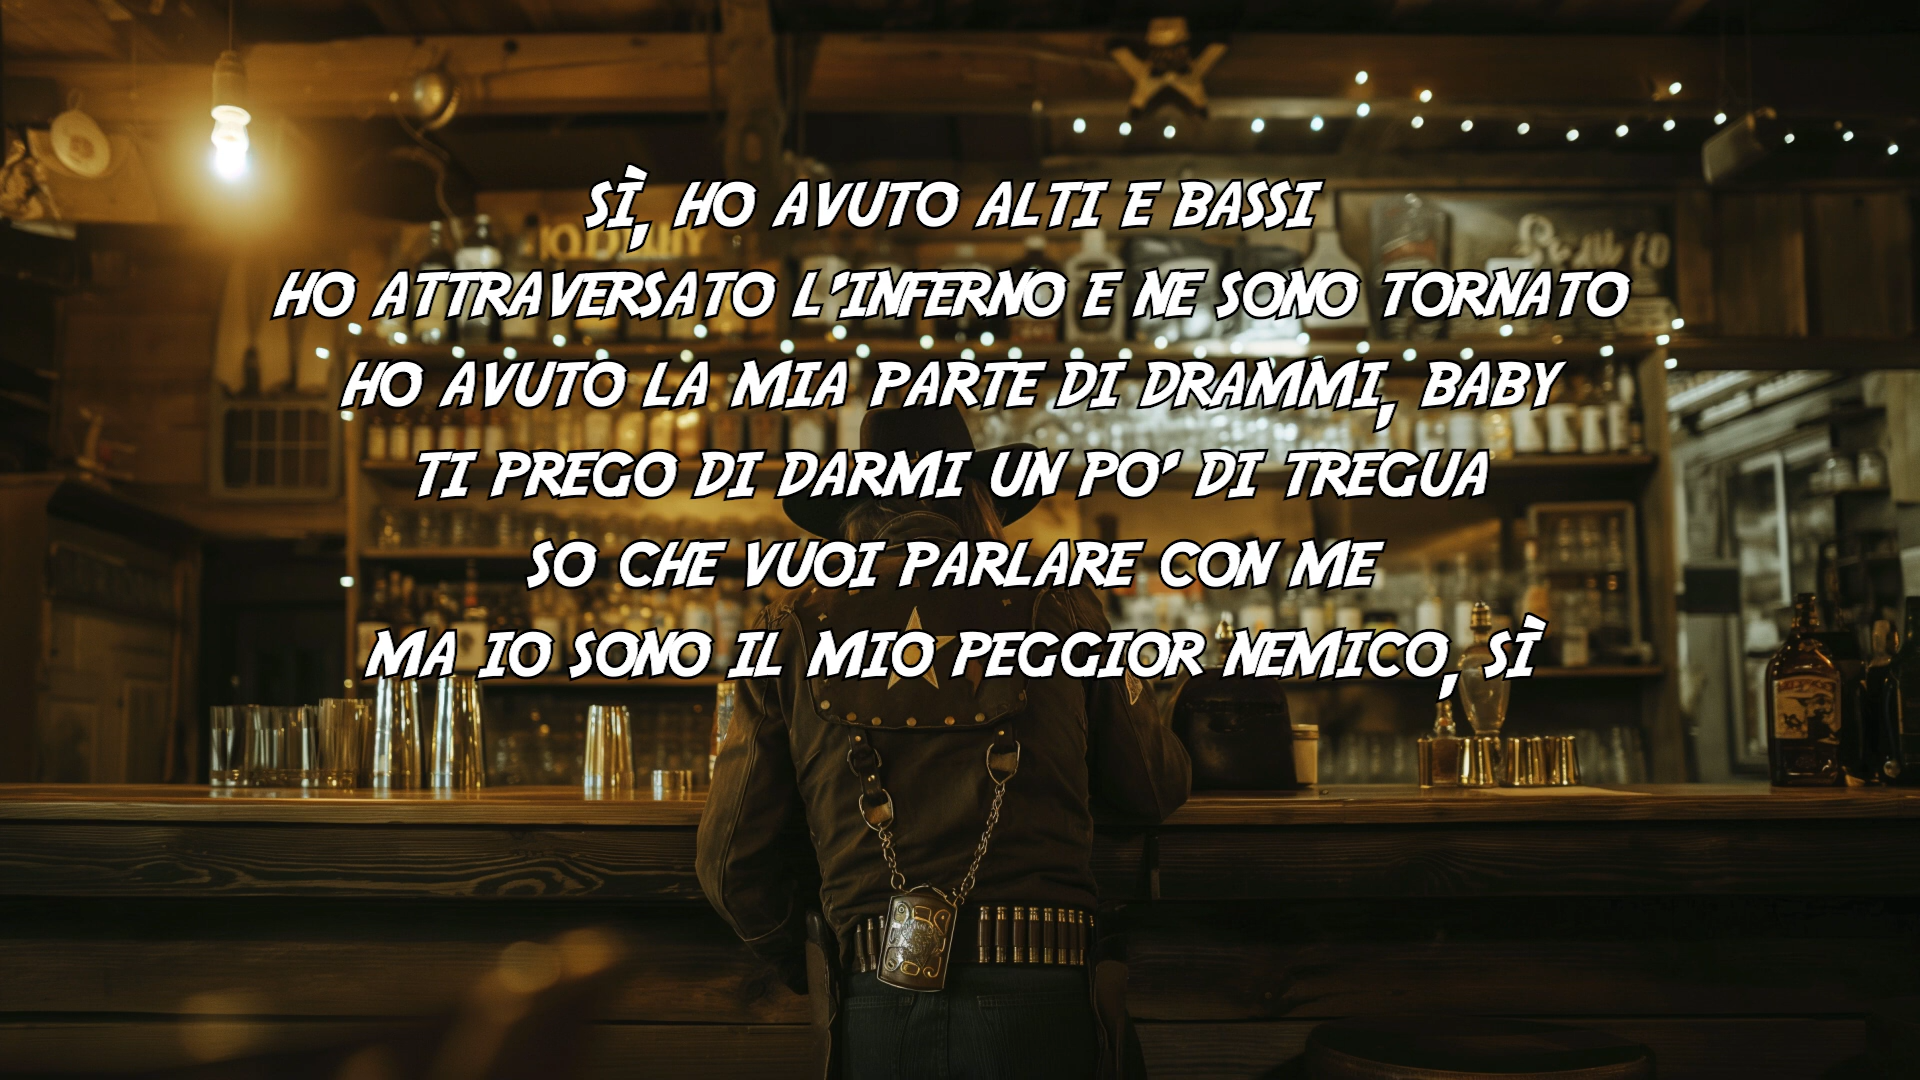 SÌ, HO AVUTO ALTI E BASSI
HO ATTRAVERSATO L'INFERNO E NE SONO TORNATO
HO AVUTO LA MIA PARTE DI DRAMMI, BABY
TI PREGO DI DARMI UN PO' DI TREGUA
SO CHE VUOI PARLARE CON ME
MA IO SONO IL MIO PEGGIOR NEMICO, SÌ